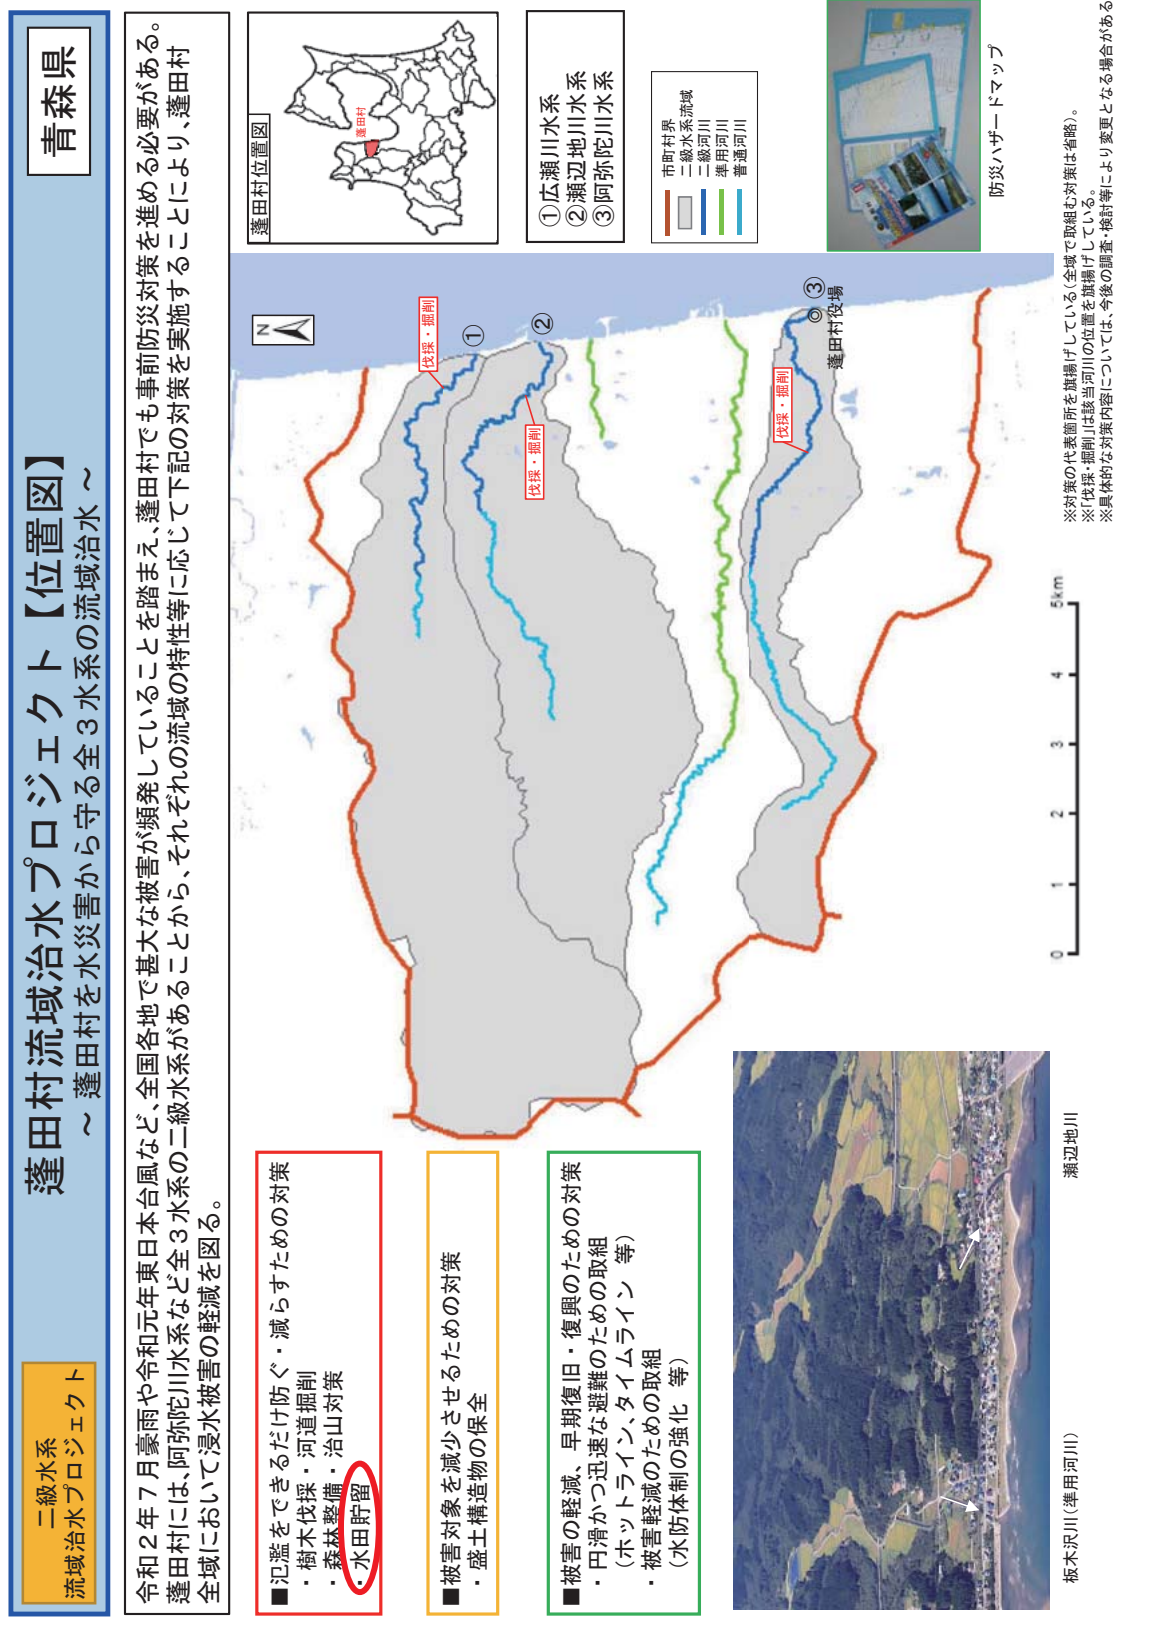 二級水系
流域治水プロジェクト
蓬田村流域治水プロジェクト【位置図】
～ 蓬田村を水災害から守る全３水系の流域治水 ～
青森県
令和２年７月豪雨や令和元年東日本台風など、全国各地で甚大な被害が頻発していることを踏まえ、蓬田村でも事前防災対策を進める必要がある。
蓬田村には、阿弥陀川水系など全３水系の二級水系があることから、それぞれの流域の特性等に応じて下記の対策を実施することにより、蓬田村
全域において浸水被害の軽減を図る。
■氾濫をできるだけ防ぐ・減らすための対策
・樹木伐採・河道掘削
・森林整備・治山対策
・水田貯留
■被害対象を減少させるための対策
・盛土構造物の保全
■被害の軽減、早期復旧・復興のための対策
・円滑かつ迅速な避難のための取組
（ホットライン、タイムライン 等）
・被害軽減のための取組
（水防体制の強化 等）
N
伐採・掘削
①
②
伐採・掘削
伐採・掘削
③
蓬田村役場
0 1 2 3 4 5km
蓬田村位置図
蓬田村
①広瀬川水系
②瀬辺地川水系
③阿弥陀川水系
市町村界
二級水系流域
二級河川
準用河川
普通河川
防災ハザードマップ
板木沢川（準用河川）
瀬辺地川
※対策の代表箇所を旗揚げしている（全域で取組む対策は省略）。
※「伐採・掘削」は該当河川の位置を旗揚げしている。
※具体的な対策内容については、今後の調査・検討等により変更となる場合がある